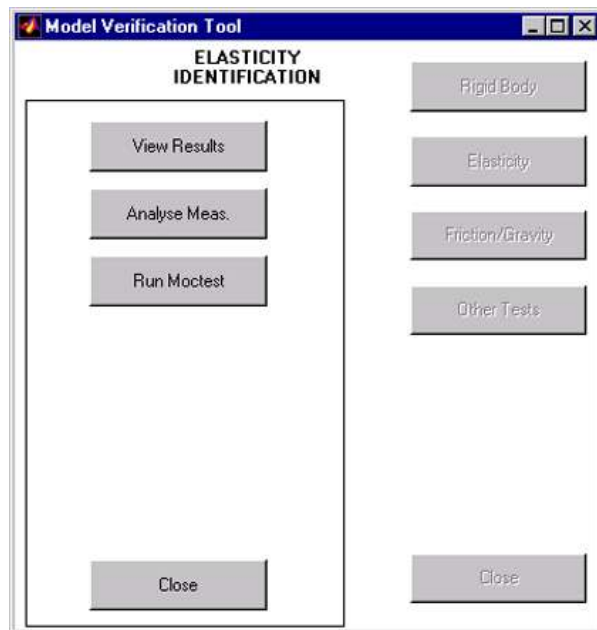 Model Verification Tool
ELASTICITY
IDENTIFICATION
View Results
Analyse Meas.
Run Moctest
Close
Rigid Body
Elasticity
Friction/Gravity
Other Tests
Close